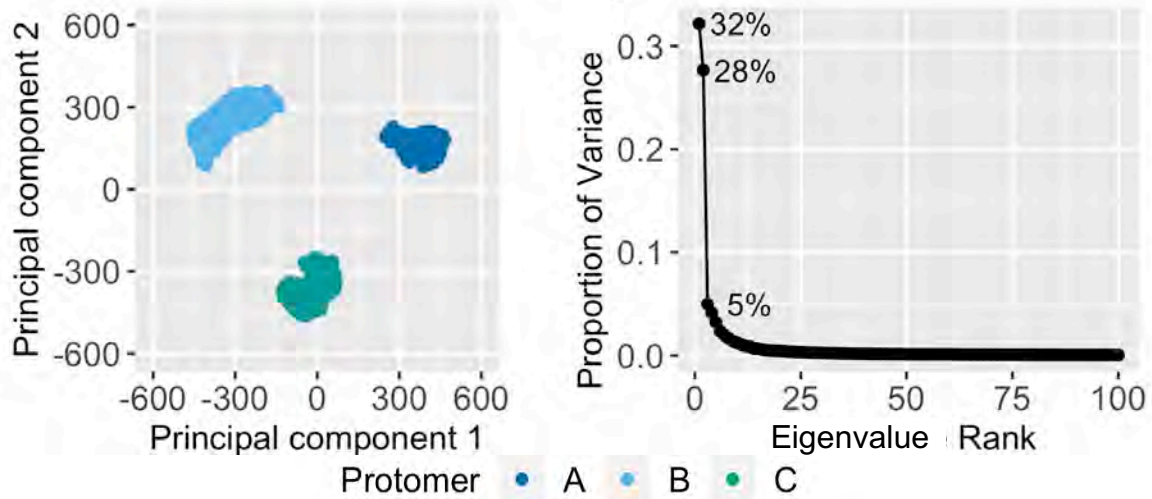 Principal component 2
600
300
0
-300
-600
-600 -300 0 300 600
Principal component 1
Proportion of Variance
0.3
0.2
0.1
0.0
32%
28%
5%
0 25 50 75 100
Eigenvalue Rank
Protomer A B C